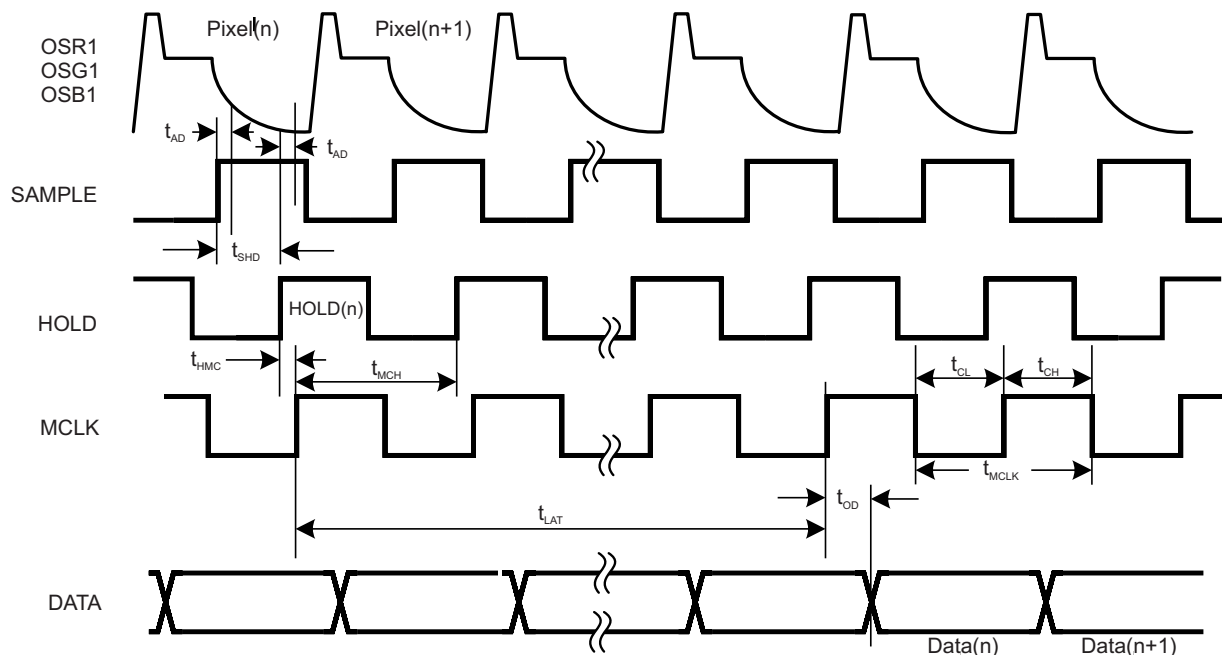 Pixel(n) Pixel(n+1)
OSR1
OSG1
OSB1
tAD
tAD
SAMPLE
tSHD
HOLD(n)
HOLD
tHMC tMCH tCL tCH
MCLK
tMCLK
tOD
tLAT
DATA
Data(n) Data(n+1)